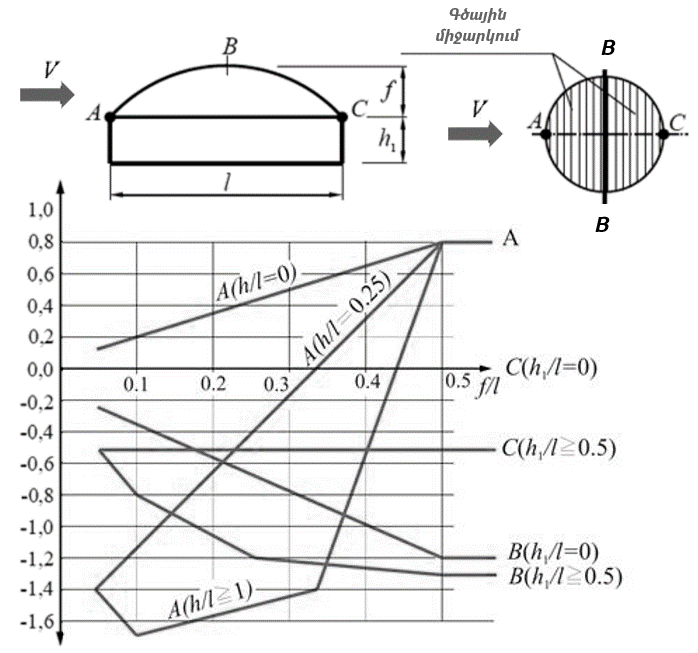 Գծային
միջարկում
V
A
B
C
f
h₁
l
V
B
A
C
B
1,0
0,8
0,6
0,4
0,2
0,0
-0,2
-0,4
-0,6
-0,8
-1,0
-1,2
-1,4
-1,6
0.1
0.2
0.3
0.4
0.5
f/l
A
A(h/l=0)
A(h/l=0.25)
A(h/l≧1)
C(h₁/l=0)
C(h₁/l≧0.5)
B(h₁/l=0)
B(h₁/l≧0.5)